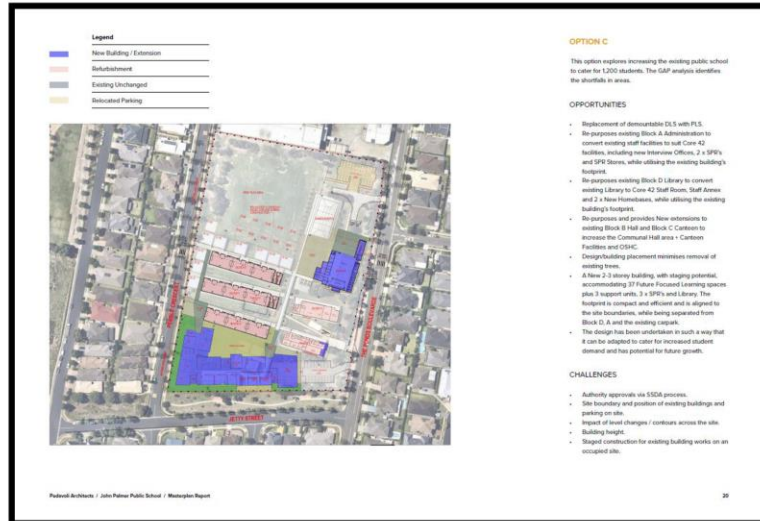 Legend
New Building / Extension
Refurbishment
Existing Unchanged
Relocated Parking
JETTY STREET
OPTION C
This option explores increasing the existing public school
to cater for 1,200 students. The GAP analysis identifies
the shortfalls in areas.
OPPORTUNITIES
• Replacement of demountable DLS with PLS.
• Re-purposes existing Block A Administration to
convert existing staff facilities to suit Core 42
facilities, including new Interview Offices, 2 x SPR's
and SPR Stores, while utilising the existing building's
footprint.
• Re-purposes existing Block D Library to convert
existing Library to Core 42 Staff Room, Staff Annex
and 2 x New Homebases, while utilising the existing
building's footprint.
• Re-purposes and provides New extensions to
existing Block B Hall and Block C Canteen to
increase the Communal Hall area + Canteen
Facilities and OSHC.
• Design/building placement minimises removal of
existing trees.
• A New 2-3 storey building, with staging potential,
accommodating 37 Future Focused Learning spaces
plus 3 support units, 3 x SPR's and Library. The
footprint is compact and efficient and is aligned to
the site boundaries, while being separated from
Block D, A and the existing carpark.
• The design has been undertaken in such a way that
it can be adapted to cater for increased student
demand and has potential for future growth.
CHALLENGES
• Authority approvals via SSDA process.
• Site boundary and position of existing buildings and
parking on site.
• Impact of level changes / contours across the site.
• Building height.
• Staged construction for existing building works on an
occupied site.
Padovoli Architects / John Palmer Public School / Masterplan Report
20